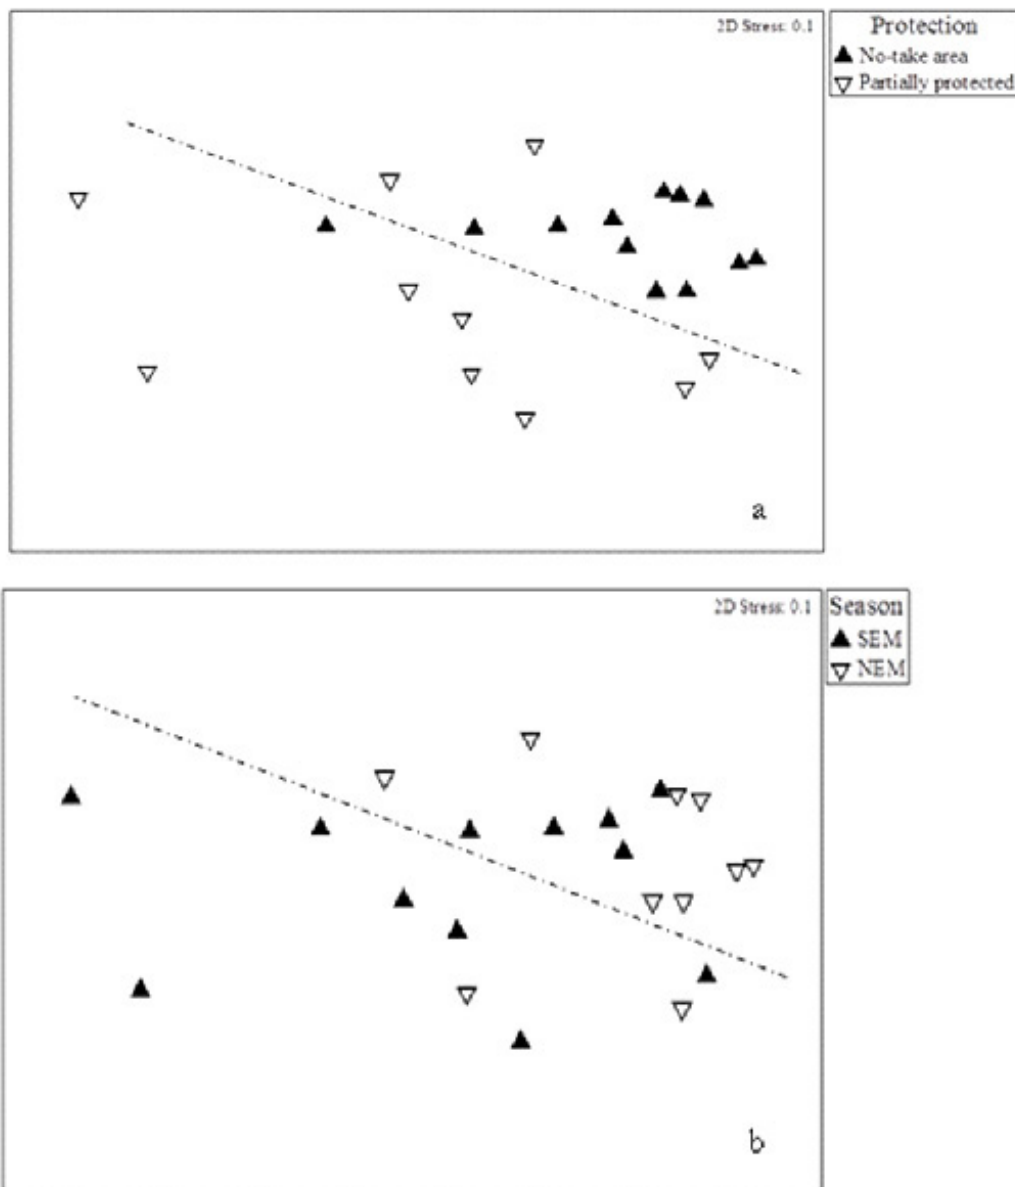 2D Stress: 0.1
Protection
No-take area
Partially protected
a
2D Stress: 0.1
Season
SEM
NEM
b